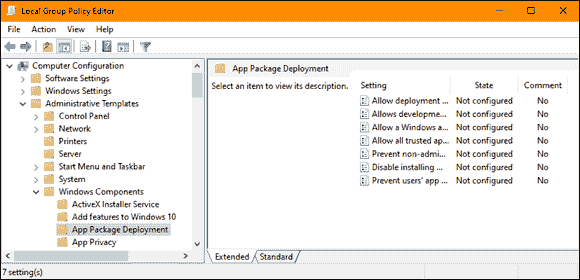 Local Group Policy Editor
File Action View Help
Computer Configuration
Software Settings
Windows Settings
Administrative Templates
Control Panel
Network
Printers
Server
Start Menu and Taskbar
System
Windows Components
ActiveX Installer Service
Add features to Windows 10
App Package Deployment
App Privacy
App Package Deployment
Select an item to view its description.
Setting State Comment
Allow deployment ... Not configured No
Allows developme... Not configured No
Allow a Windows a... Not configured No
Allow all trusted ap... Not configured No
Prevent non-admi... Not configured No
Disable installing ... Not configured No
Prevent users' app ... Not configured No
Extended Standard
7 setting(s)